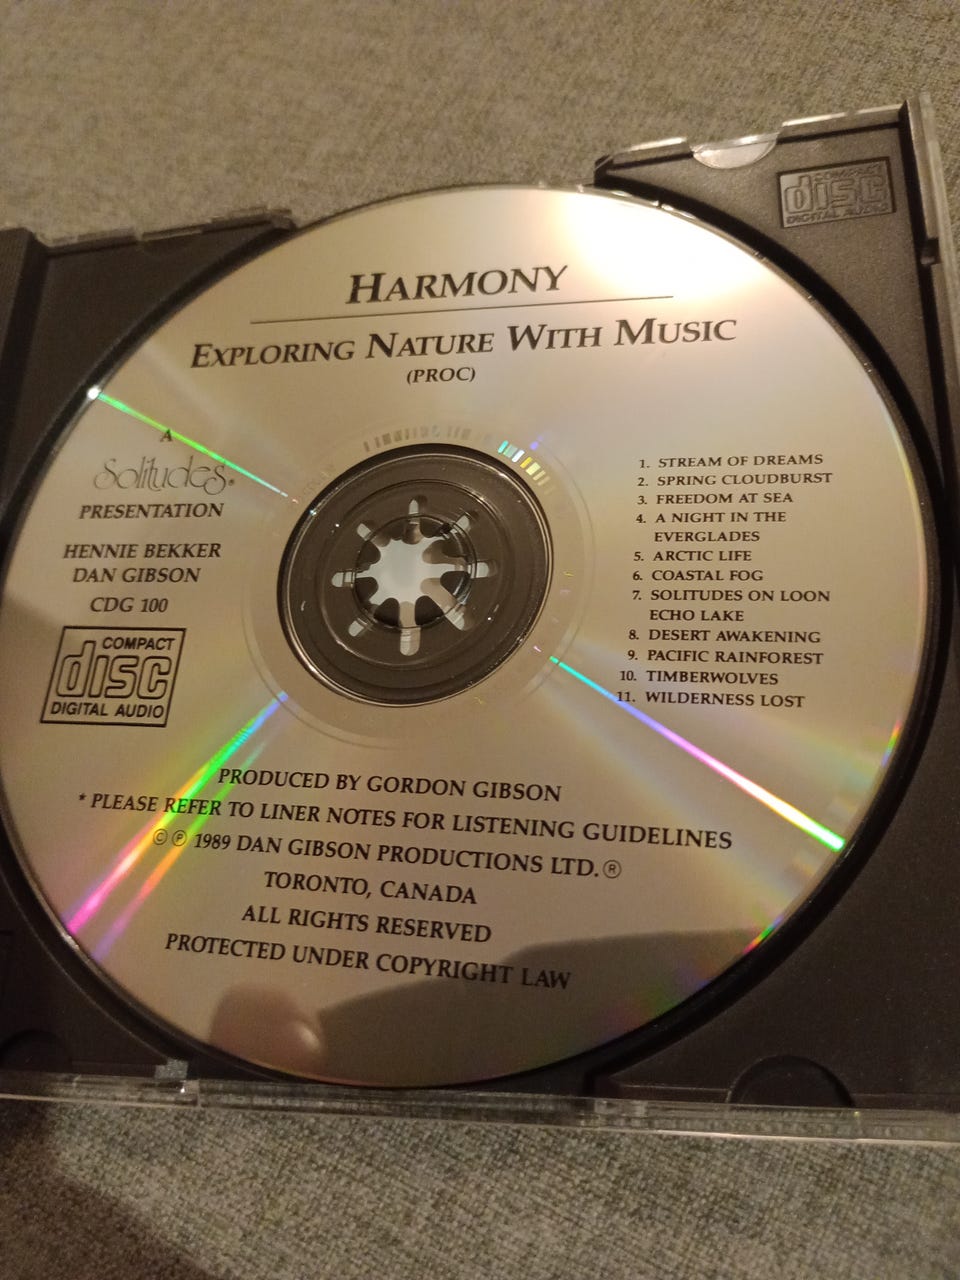 COMPACT
disc
DIGITAL AUDIO
HARMONY
EXPLORING NATURE WITH MUSIC
(PROC)
A
Solitudes®
PRESENTATION
HENNIE BEKKER
DAN GIBSON
CDG 100
COMPACT
disc
DIGITAL AUDIO
1. STREAM OF DREAMS
2. SPRING CLOUDBURST
3. FREEDOM AT SEA
4. A NIGHT IN THE
EVERGLADES
5. ARCTIC LIFE
6. COASTAL FOG
7. SOLITUDES ON LOON
ECHO LAKE
8. DESERT AWAKENING
9. PACIFIC RAINFOREST
10. TIMBERWOLVES
11. WILDERNESS LOST
PRODUCED BY GORDON GIBSON
* PLEASE REFER TO LINER NOTES FOR LISTENING GUIDELINES
© ℗ 1989 DAN GIBSON PRODUCTIONS LTD.®
TORONTO, CANADA
ALL RIGHTS RESERVED
PROTECTED UNDER COPYRIGHT LAW